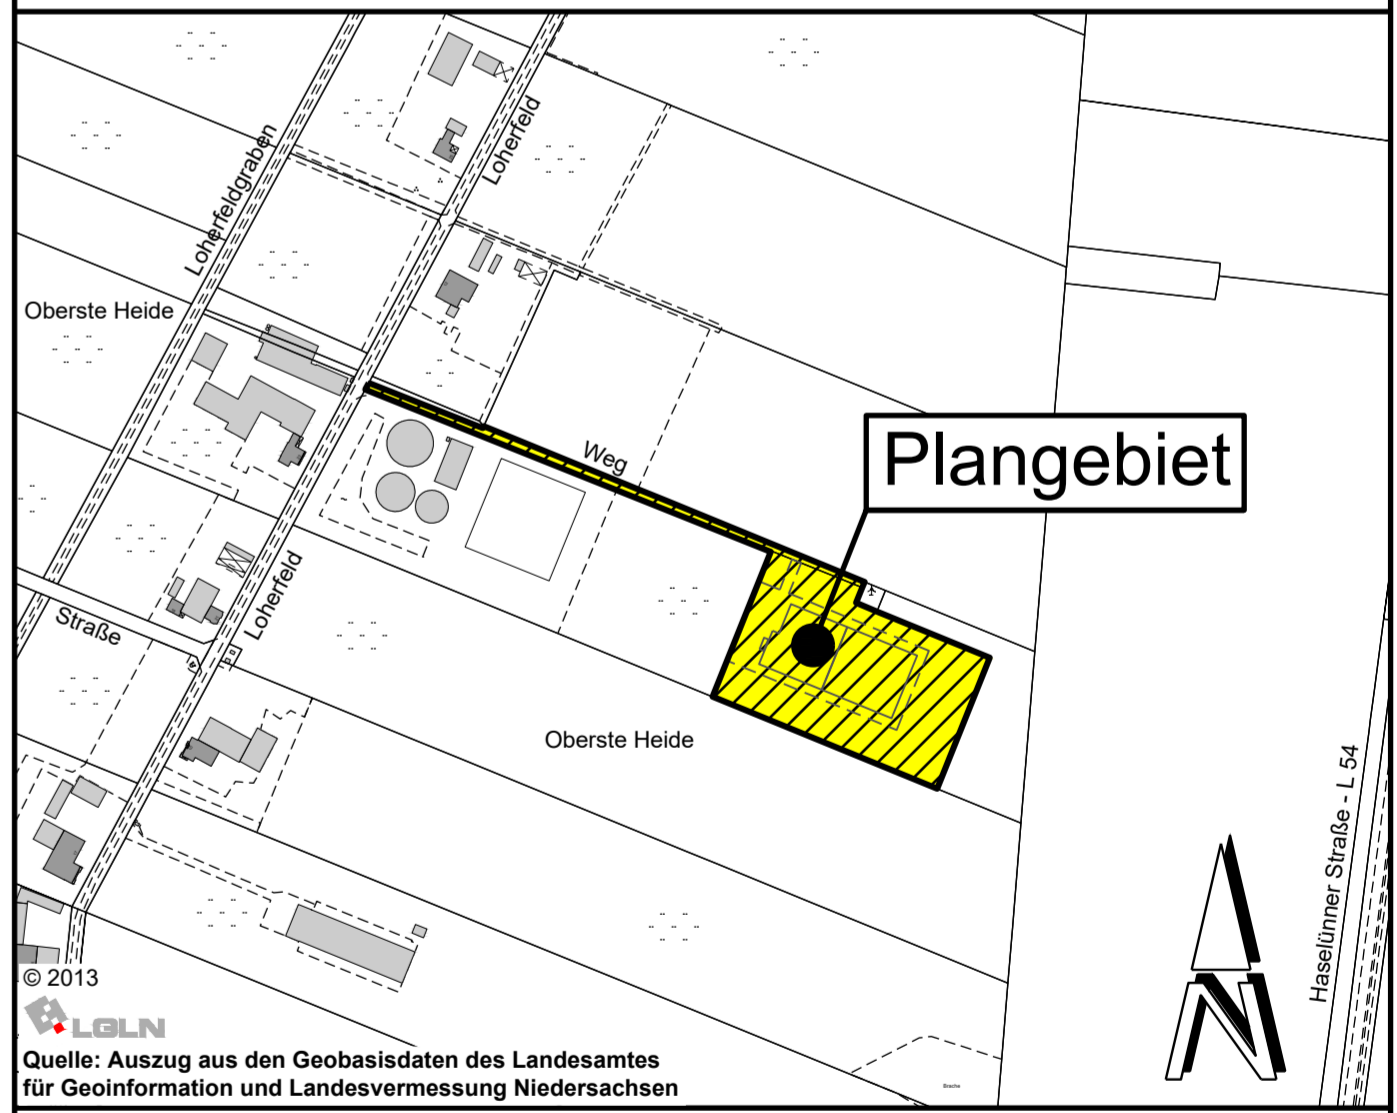 Loherfeld
Loherfeldgraben
Oberste Heide
Plangebiet
Weg
Loherfeld
Straße
Oberste Heide
Haselünner Straße - L 54
© 2013
N
LGLN
Quelle: Auszug aus den Geobasisdaten des Landesamtes
für Geoinformation und Landesvermessung Niedersachsen
Brache